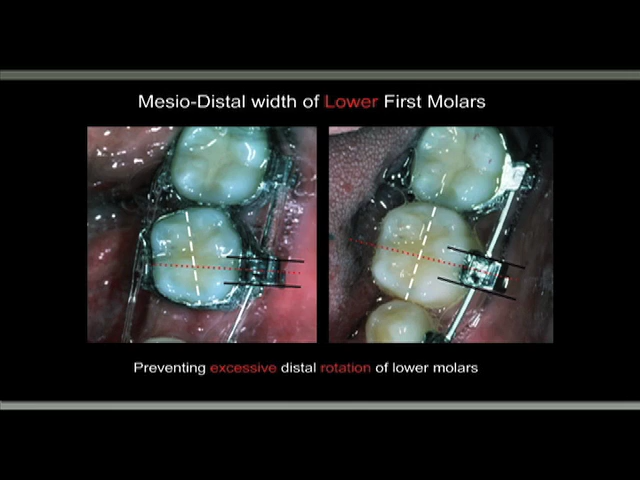 Mesio-Distal width of Lower First Molars
Preventing excessive distal rotation of lower molars